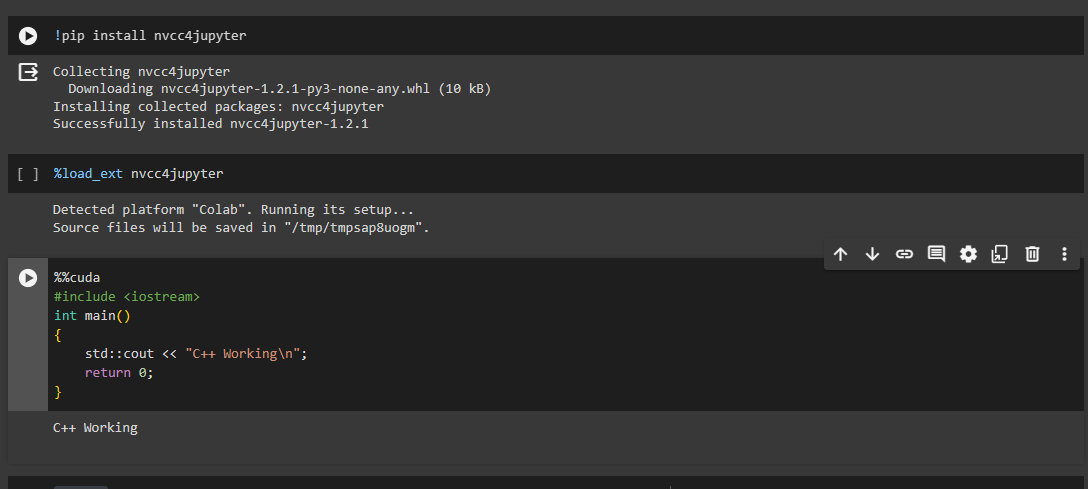 !pip install nvcc4jupyter
Collecting nvcc4jupyter
  Downloading nvcc4jupyter-1.2.1-py3-none-any.whl (10 kB)
Installing collected packages: nvcc4jupyter
Successfully installed nvcc4jupyter-1.2.1
[ ] %load_ext nvcc4jupyter
Detected platform "Colab". Running its setup...
Source files will be saved in "/tmp/tmpsap8uogm".
%%cuda
#include <iostream>
int main()
{
    std::cout << "C++ Working\n";
    return 0;
}
C++ Working